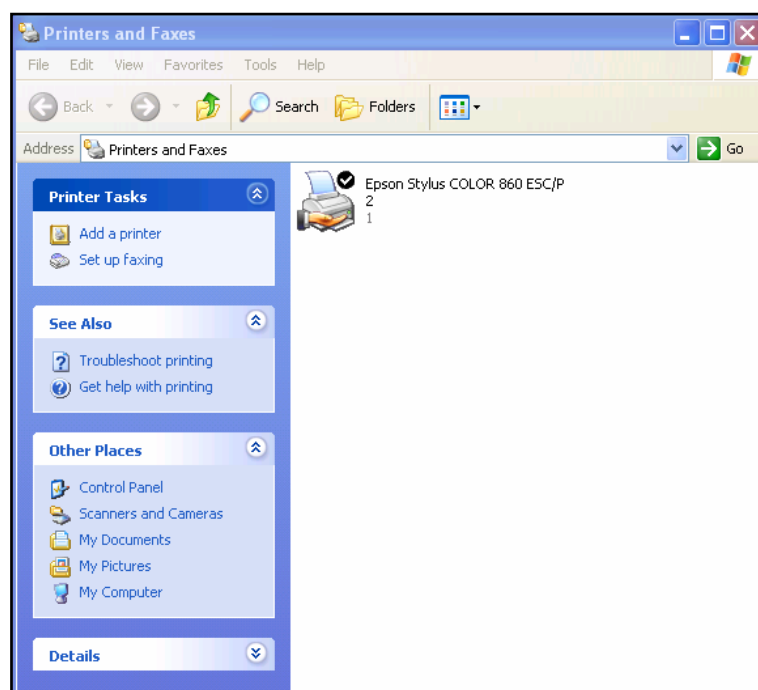 Printers and Faxes
File Edit View Favorites Tools Help
Back Search Folders
Address Printers and Faxes Go
Printer Tasks
Add a printer
Set up faxing
See Also
Troubleshoot printing
Get help with printing
Other Places
Control Panel
Scanners and Cameras
My Documents
My Pictures
My Computer
Details
Epson Stylus COLOR 860 ESC/P
2
1